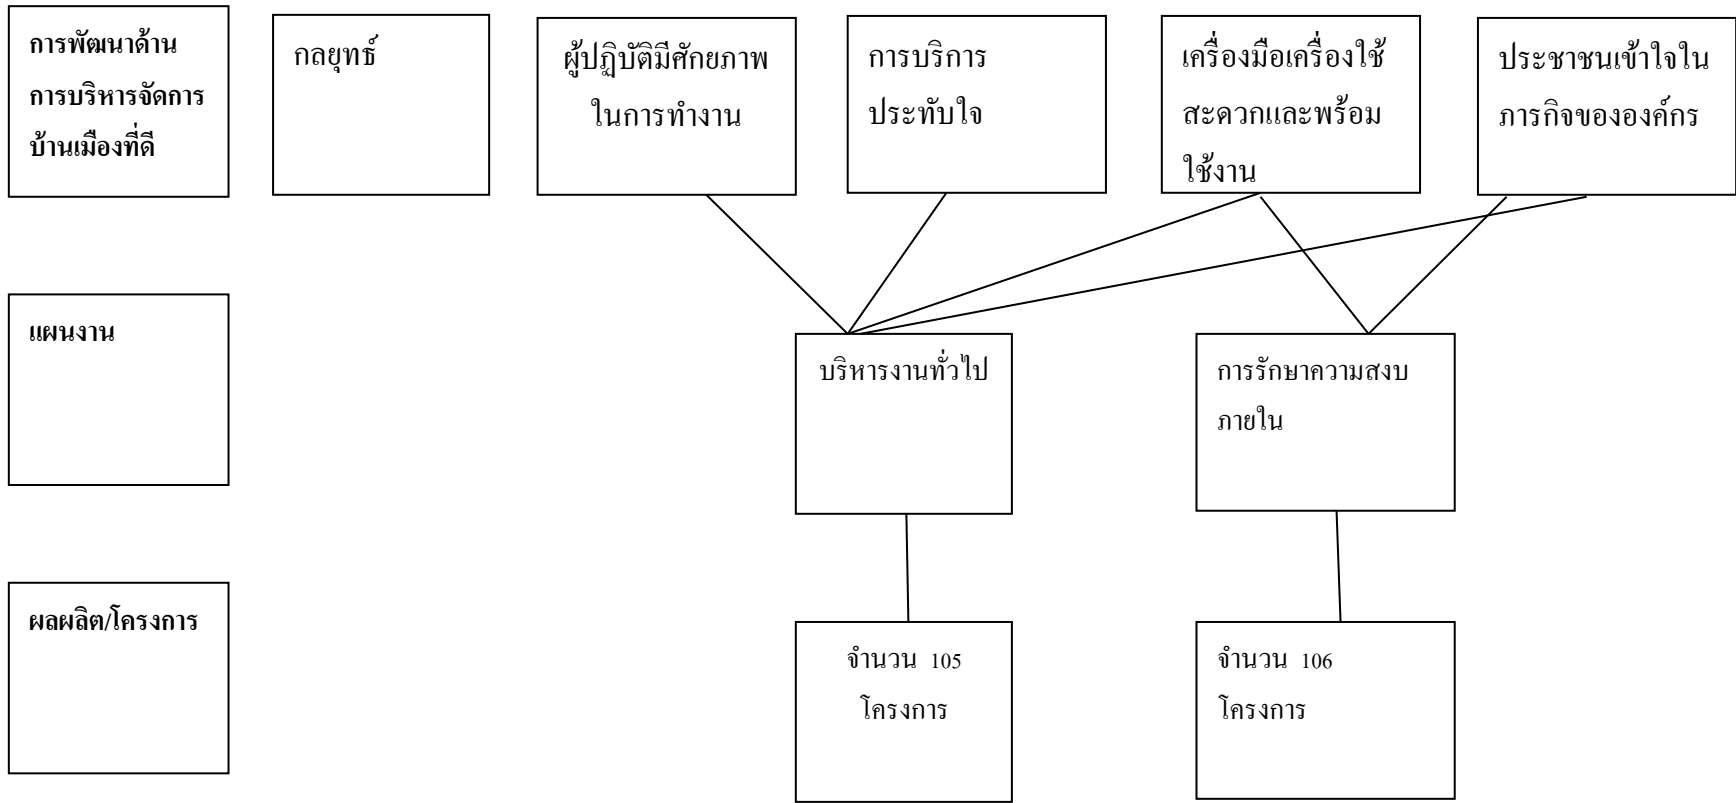 การพัฒนาด้าน
การบริหารจัดการ
บ้านเมืองที่ดี
กลยุทธ์
ผู้ปฏิบัติมีศักยภาพ
ในการทำงาน
การบริการ
ประทับใจ
เครื่องมือเครื่องใช้
สะดวกและพร้อม
ใช้งาน
ประชาชนเข้าใจใน
ภารกิจขององค์กร
แผนงาน
บริหารงานทั่วไป
การรักษาความสงบ
ภายใน
ผลผลิต/โครงการ
จำนวน 105
โครงการ
จำนวน 106
โครงการ